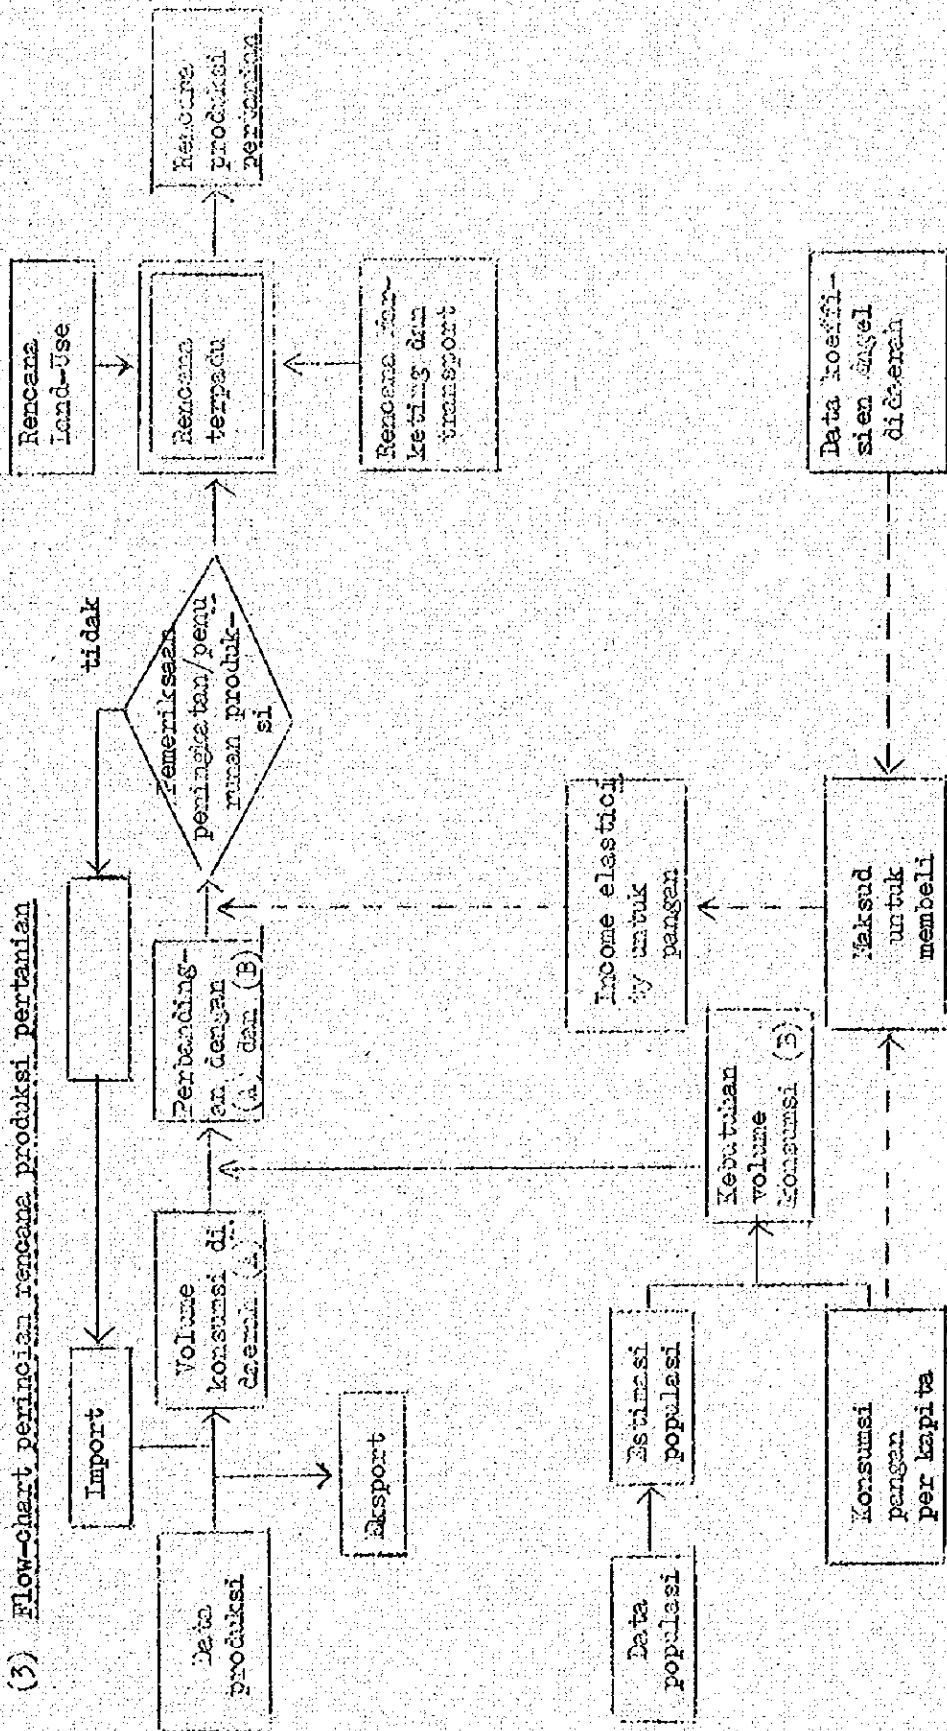 (3) Flow-chart perincian rencana produksi pertanian
Import
tidak
Rencana
Land-Use
Data
produksi
Volume
konsumsi di
daerah (A)
Perbanding-
an dengan
(A) dan (B)
Pemeriksaan
peningkatan/penu
runan produk-
si
Rencana
terpadu
Rencana
produksi
pertanian
Eksport
Rencana mar-
keting dan
transport
Data
populasi
Estimasi
populasi
Kebutuhan
volume
konsumsi (B)
Income elastici
ty untuk
pangan
Konsumsi
pangan
per kapita
Maksud
untuk
membeli
Data koeffi-
sien Engel
didaerah